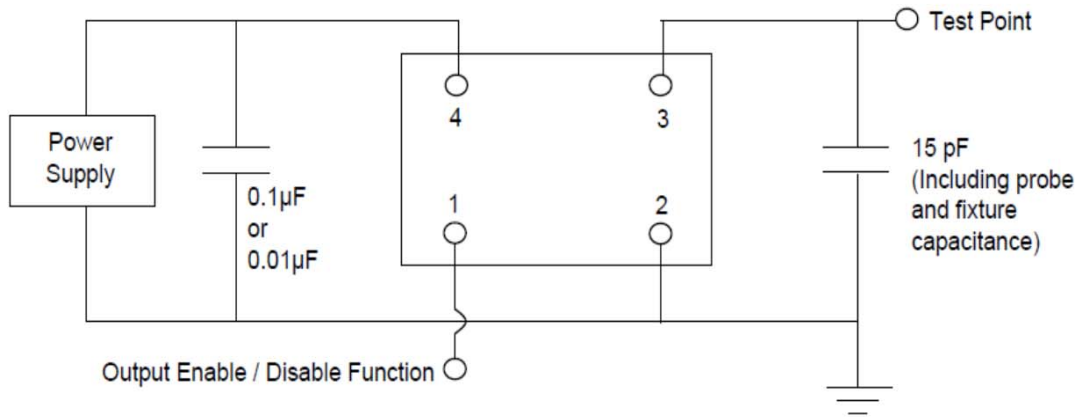 Test Point
4
3
Power
Supply
15 pF
(Including probe
and fixture
capacitance)
0.1µF
or
0.01µF
1
2
Output Enable / Disable Function